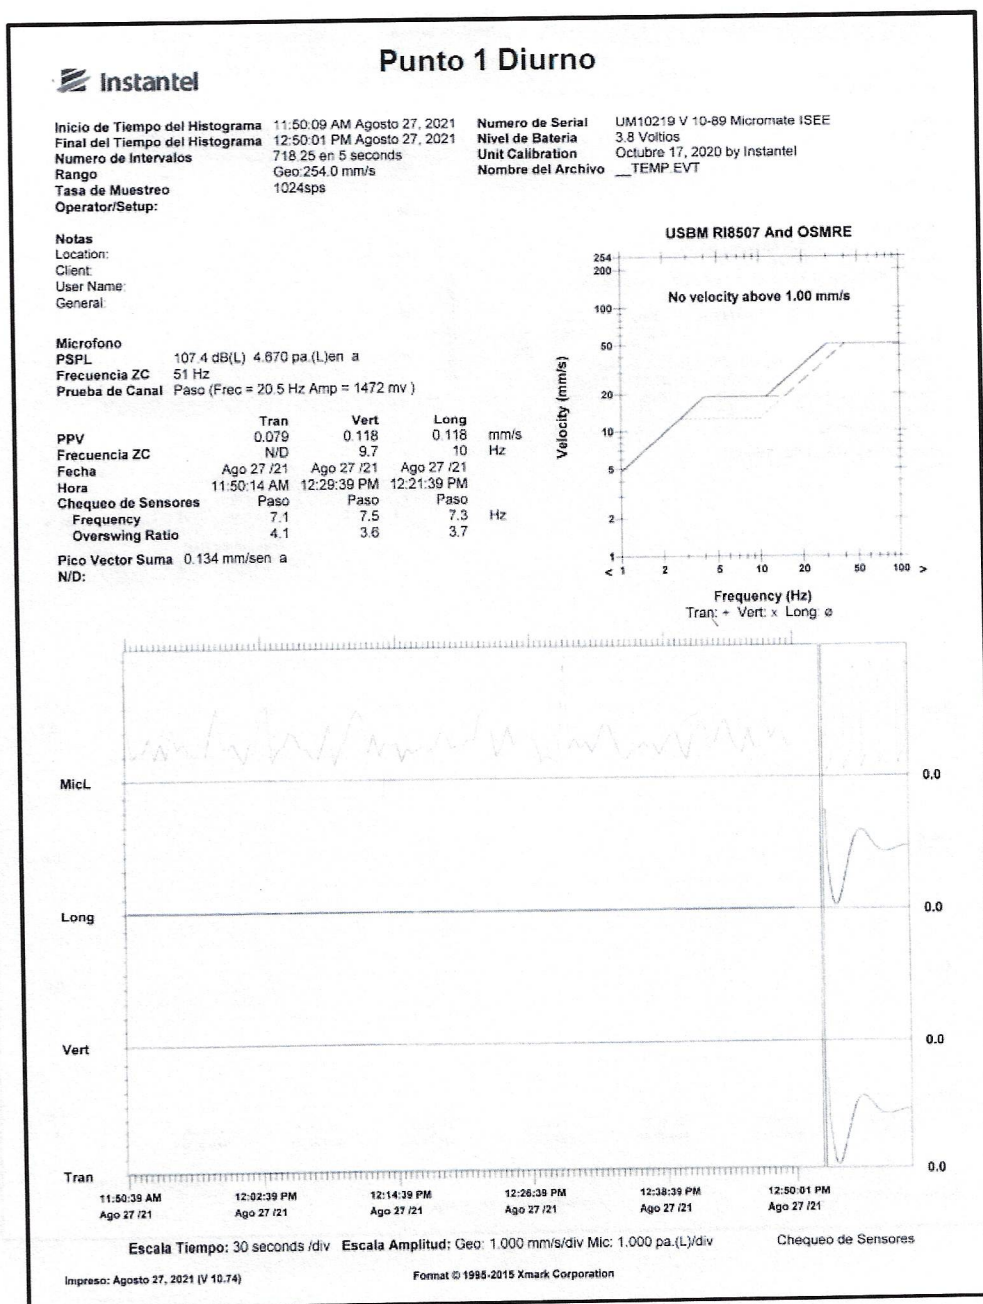 Punto 1 Diurno
Instantel
Inicio de Tiempo del Histograma 11:50:09 AM Agosto 27, 2021
Final del Tiempo del Histograma 12:50:01 PM Agosto 27, 2021
Numero de Intervalos 718.25 en 5 seconds
Rango Geo:254.0 mm/s
Tasa de Muestreo 1024sps
Operator/Setup:
Numero de Serial UM10219 V 10-89 Micromate ISEE
Nivel de Bateria 3.8 Voltios
Unit Calibration Octubre 17, 2020 by Instantel
Nombre del Archivo __TEMP.EVT
Notas
Location:
Client:
User Name:
General:
Microfono
PSPL 107.4 dB(L) 4.670 pa.(L)en a
Frecuencia ZC 51 Hz
Prueba de Canal Paso (Frec = 20.5 Hz Amp = 1472 mv )
Tran Vert Long
PPV 0.079 0.118 0.118 mm/s
Frecuencia ZC N/D 9.7 10 Hz
Fecha Ago 27 /21 Ago 27 /21 Ago 27 /21
Hora 11:50:14 AM 12:29:39 PM 12:21:39 PM
Chequeo de Sensores Paso Paso Paso
Frequency 7.1 7.5 7.3 Hz
Overswing Ratio 4.1 3.6 3.7
Pico Vector Suma 0.134 mm/sen a
N/D:
USBM RI8507 And OSMRE
254
200
No velocity above 1.00 mm/s
100
50
20
10
5
2
1
Velocity (mm/s)
< 1 2 5 10 20 50 100 >
Frequency (Hz)
Tran: + Vert: x Long: ø
MicL 0.0
Long 0.0
Vert 0.0
Tran 0.0
11:50:39 AM 12:02:39 PM 12:14:39 PM 12:26:39 PM 12:38:39 PM 12:50:01 PM
Ago 27 /21 Ago 27 /21 Ago 27 /21 Ago 27 /21 Ago 27 /21 Ago 27 /21
Escala Tiempo: 30 seconds /div Escala Amplitud: Geo: 1.000 mm/s/div Mic: 1.000 pa.(L)/div Chequeo de Sensores
Impreso: Agosto 27, 2021 (V 10.74) Format © 1995-2015 Xmark Corporation